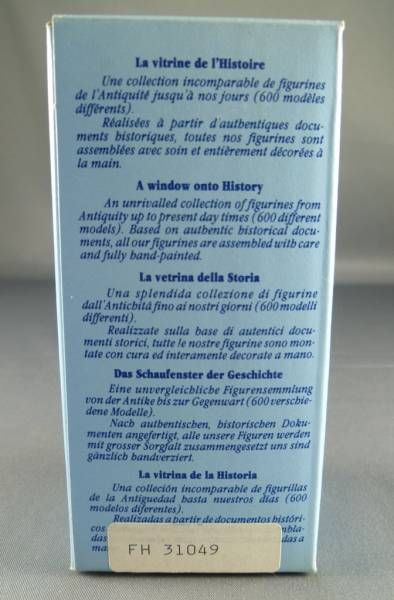 La vitrine de l'Histoire
Une collection incomparable de figurines
de l'Antiquité jusqu'à nos jours (600 modèles
différents).
Réalisées à partir d'authentiques docu-
ments historiques, toutes nos figurines sont
assemblées avec soin et entièrement décorées à
la main.
A window onto History
An unrivalled collection of figurines from
Antiquity up to present day times (600 different
models). Based on authentic historical docu-
ments, all our figurines are assembled with care
and fully hand-painted.
La vetrina della Storia
Una splendida collezione di figurine
dall'Antichità fino ai nostri giorni (600 modelli
differenti).
Realizzate sulla base di autentici docu-
menti storici, tutte le nostre figurine sono mon-
tate con cura ed interamente decorate a mano.
Das Schaufenster der Geschichte
Eine unvergleichliche Figurensemmlung
von der Antike bis zur Gegenwart (600 verschie-
dene Modelle).
Nach authentischen, historischen Doku-
menten angefertigt, alle unsere Figuren werden
mit grosser Sorgfalt zusammengesetzt uns sind
gänzlich bandverziert.
La vitrina de la Historia
Una colleción incomparable de figurillas
de la Antiguedad basta nuestros días (600
modelos diferentes).
Realizadas a partir de documentos históri-
FH 31049